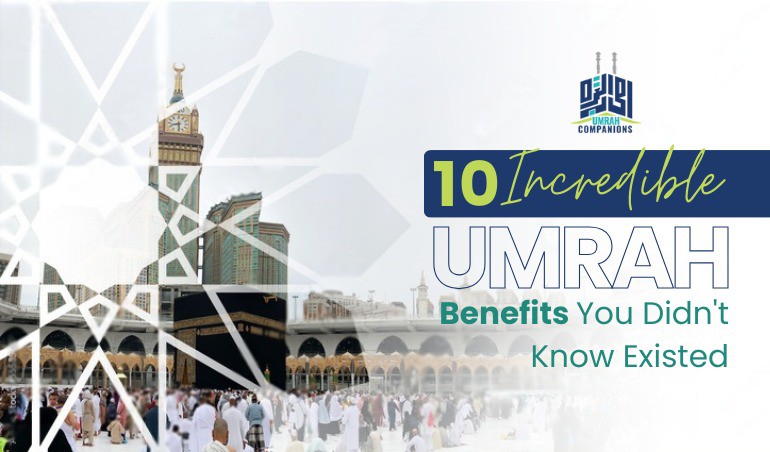 UMRAH
COMPANIONS
10 Incredible
UMRAH
Benefits You Didn't
Know Existed